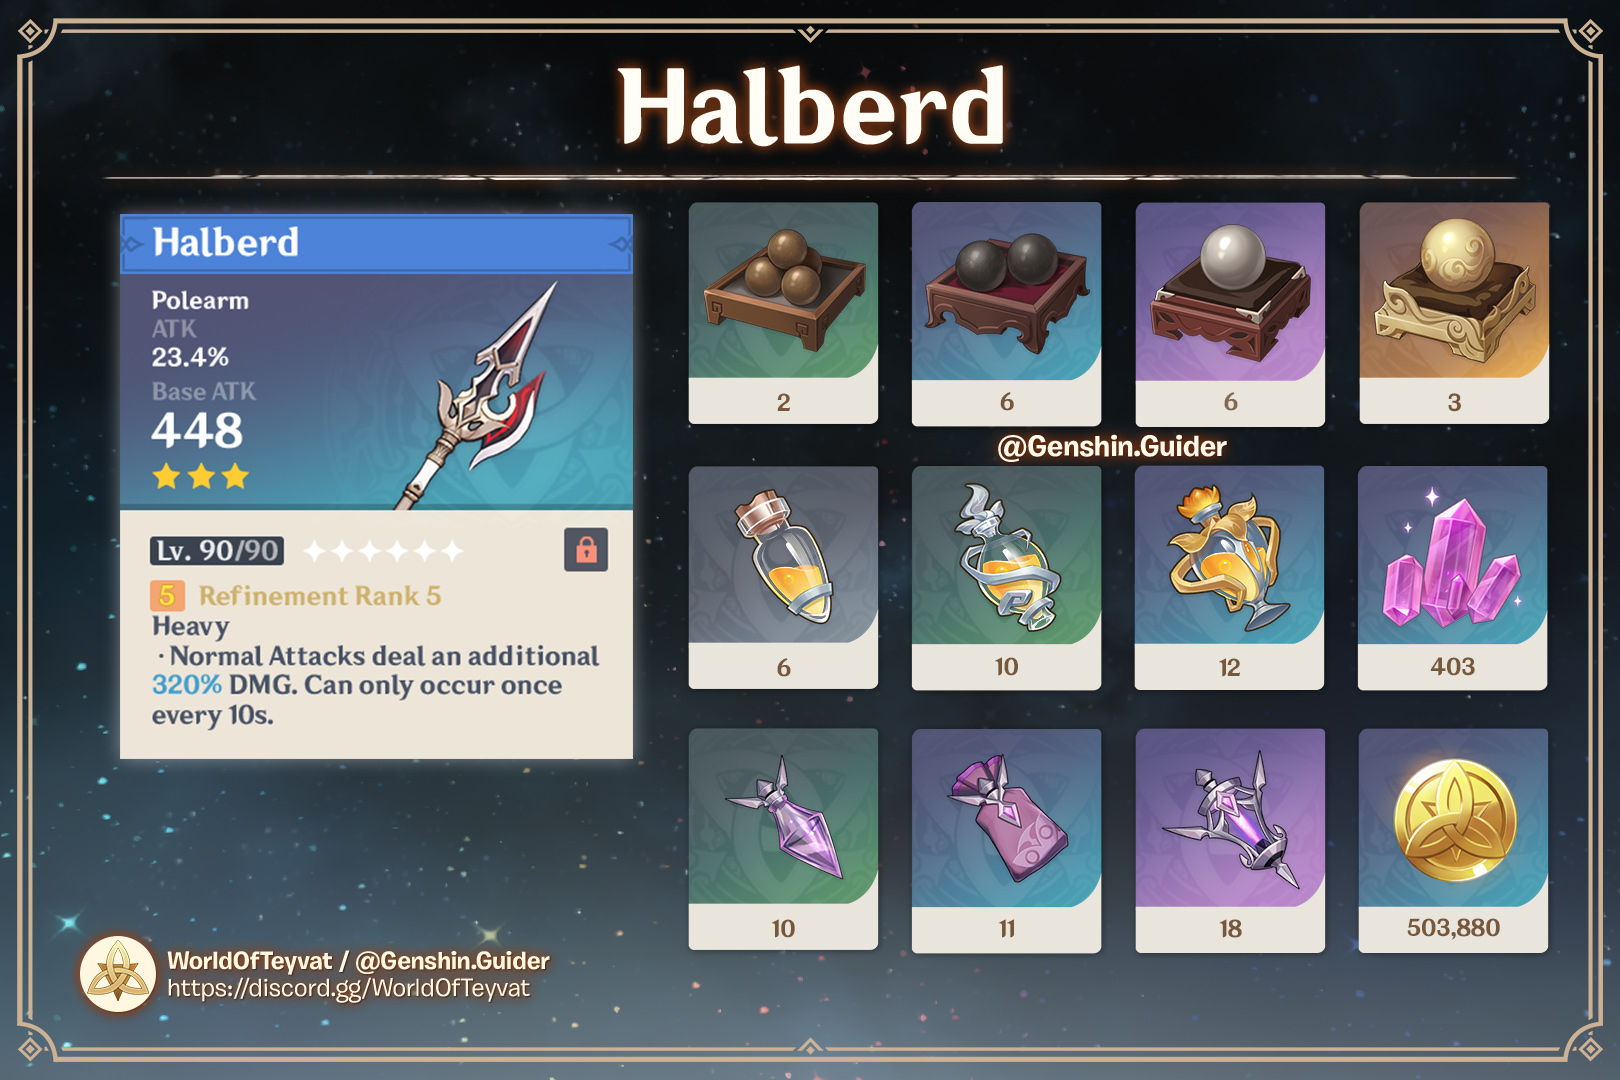 Halberd
Halberd
Polearm
ATK
23.4%
Base ATK
448
Lv. 90/90
5 Refinement Rank 5
Heavy
· Normal Attacks deal an additional
320% DMG. Can only occur once
every 10s.
2
6
6
3
@Genshin.Guider
6
10
12
403
10
11
18
503,880
WorldOfTeyvat / @Genshin.Guider
https://discord.gg/WorldOfTeyvat